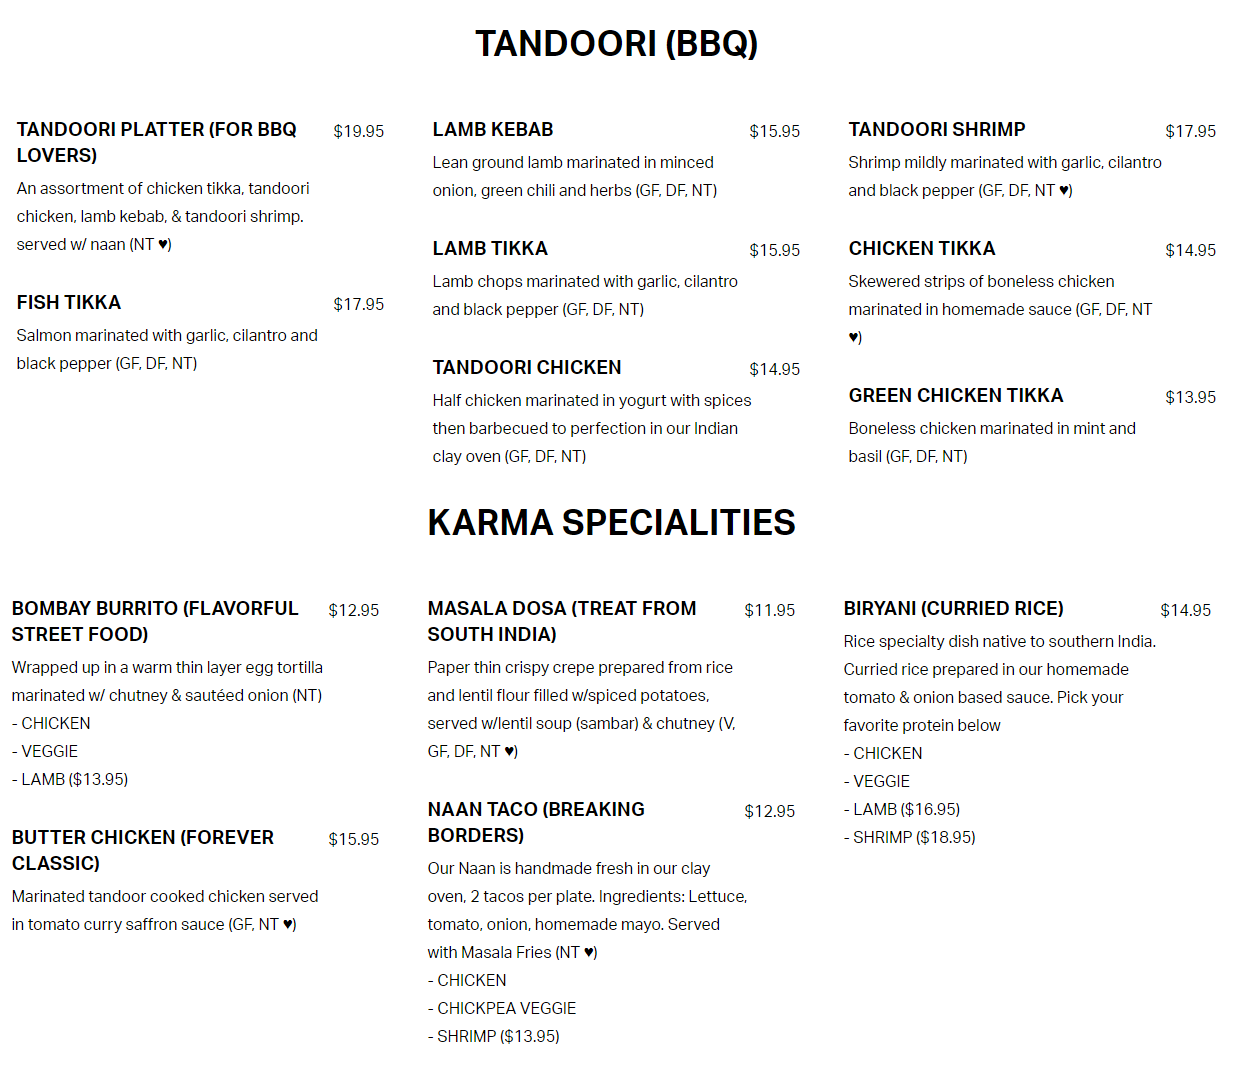 TANDOORI (BBQ)
TANDOORI PLATTER (FOR BBQ
LOVERS)
$19.95
An assortment of chicken tikka, tandoori
chicken, lamb kebab, & tandoori shrimp.
served w/ naan (NT ♥)
FISH TIKKA
$17.95
Salmon marinated with garlic, cilantro and
black pepper (GF, DF, NT)
LAMB KEBAB
$15.95
Lean ground lamb marinated in minced
onion, green chili and herbs (GF, DF, NT)
LAMB TIKKA
$15.95
Lamb chops marinated with garlic, cilantro
and black pepper (GF, DF, NT)
TANDOORI CHICKEN
$14.95
Half chicken marinated in yogurt with spices
then barbecued to perfection in our Indian
clay oven (GF, DF, NT)
TANDOORI SHRIMP
$17.95
Shrimp mildly marinated with garlic, cilantro
and black pepper (GF, DF, NT ♥)
CHICKEN TIKKA
$14.95
Skewered strips of boneless chicken
marinated in homemade sauce (GF, DF, NT
♥)
GREEN CHICKEN TIKKA
$13.95
Boneless chicken marinated in mint and
basil (GF, DF, NT)
KARMA SPECIALITIES
BOMBAY BURRITO (FLAVORFUL
STREET FOOD)
$12.95
Wrapped up in a warm thin layer egg tortilla
marinated w/ chutney & sautéed onion (NT)
- CHICKEN
- VEGGIE
- LAMB ($13.95)
BUTTER CHICKEN (FOREVER
CLASSIC)
$15.95
Marinated tandoor cooked chicken served
in tomato curry saffron sauce (GF, NT ♥)
MASALA DOSA (TREAT FROM
SOUTH INDIA)
$11.95
Paper thin crispy crepe prepared from rice
and lentil flour filled w/spiced potatoes,
served w/lentil soup (sambar) & chutney (V,
GF, DF, NT ♥)
NAAN TACO (BREAKING
BORDERS)
$12.95
Our Naan is handmade fresh in our clay
oven, 2 tacos per plate. Ingredients: Lettuce,
tomato, onion, homemade mayo. Served
with Masala Fries (NT ♥)
- CHICKEN
- CHICKPEA VEGGIE
- SHRIMP ($13.95)
BIRYANI (CURRIED RICE)
$14.95
Rice specialty dish native to southern India.
Curried rice prepared in our homemade
tomato & onion based sauce. Pick your
favorite protein below
- CHICKEN
- VEGGIE
- LAMB ($16.95)
- SHRIMP ($18.95)